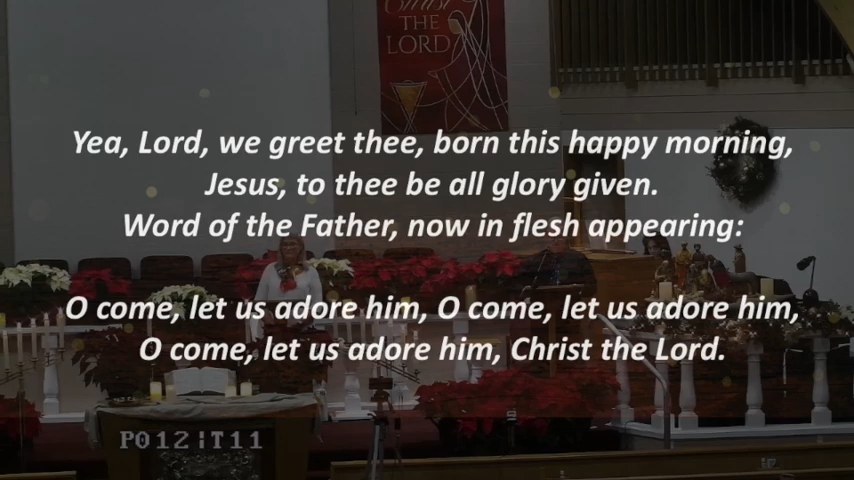 Christ
THE
LORD
Yea, Lord, we greet thee, born this happy morning,
Jesus, to thee be all glory given.
Word of the Father, now in flesh appearing:
O come, let us adore him, O come, let us adore him,
O come, let us adore him, Christ the Lord.
P012¦T11